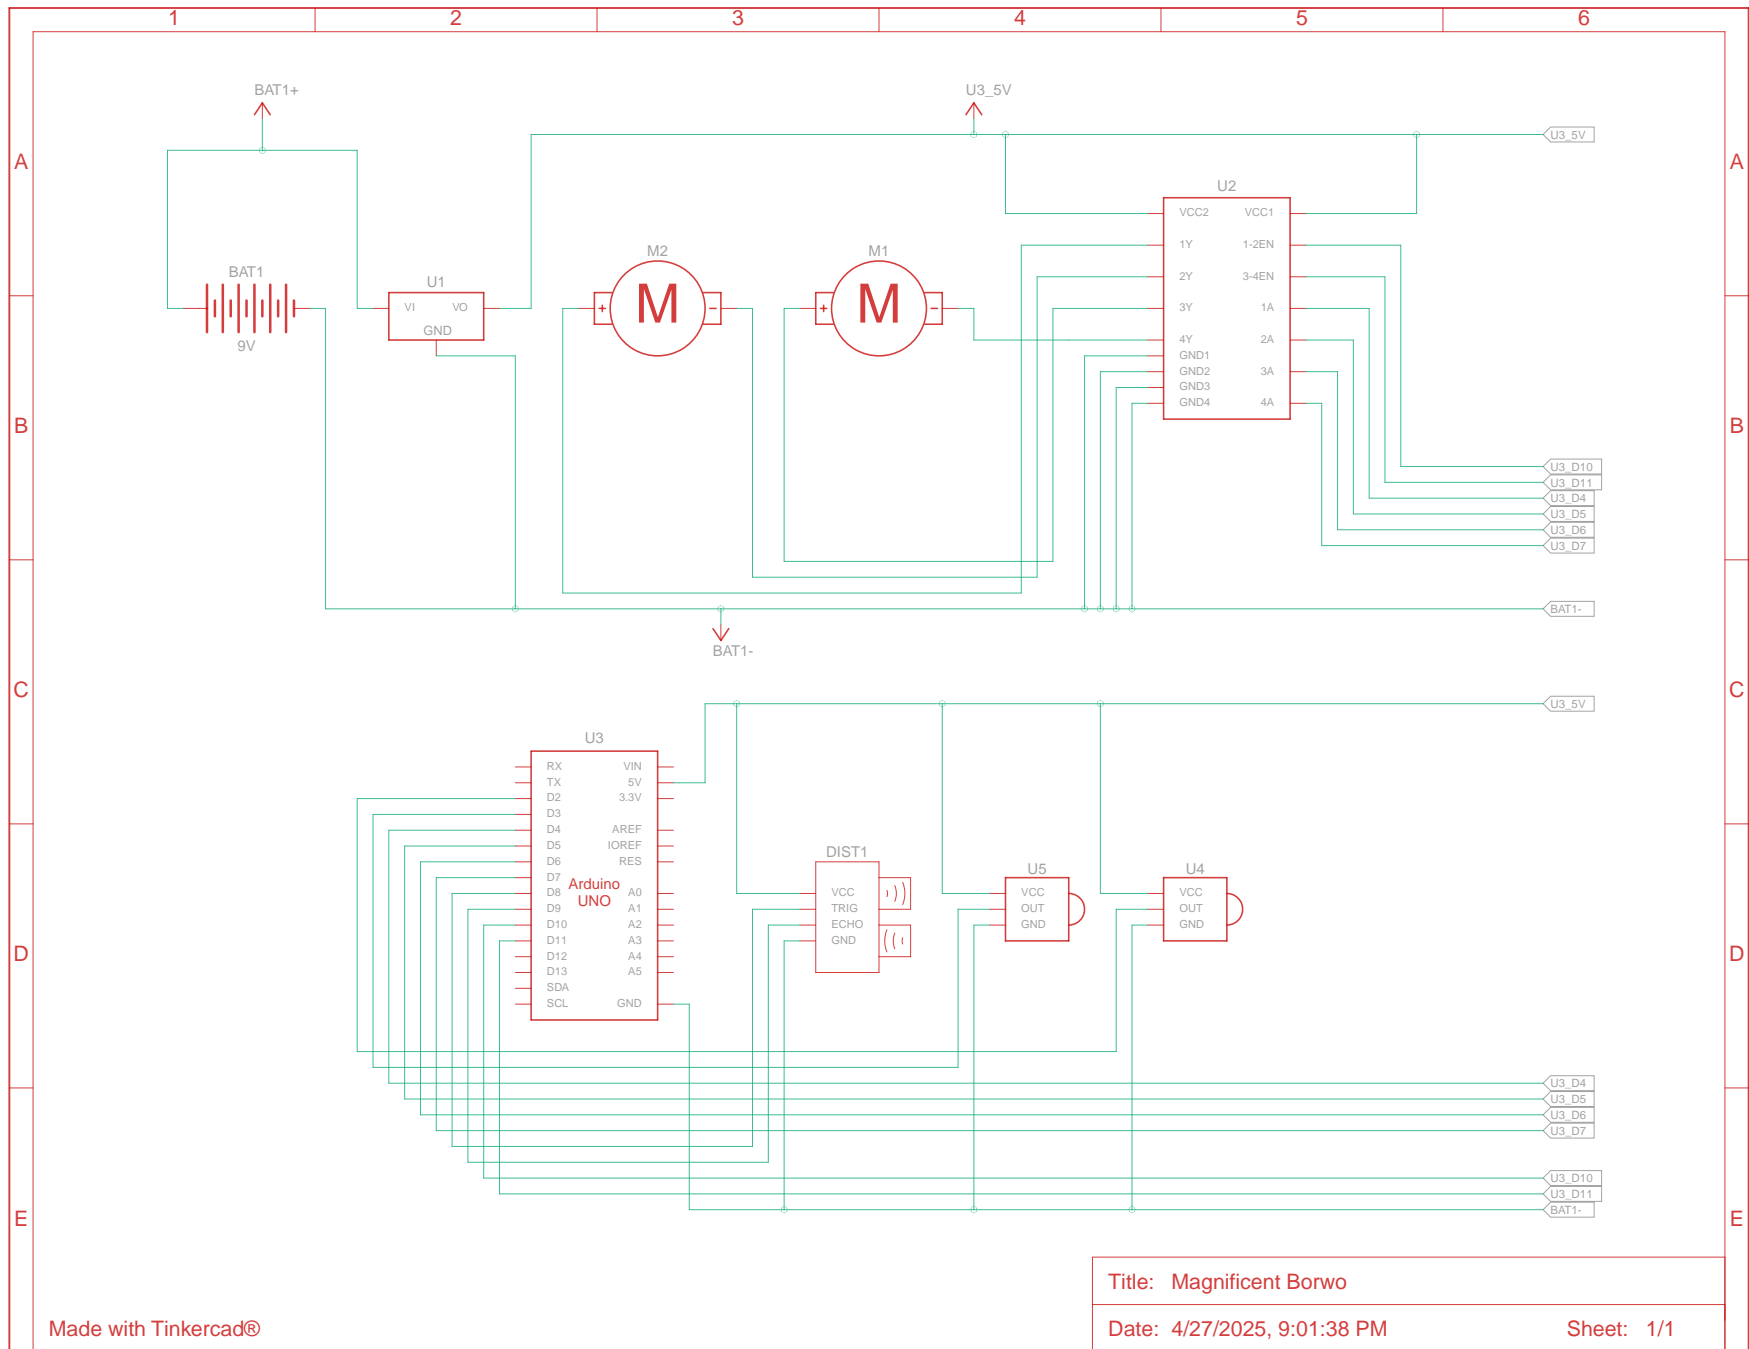 1 2 3 4 5 6
BAT1+ U3_5V
U3_5V
A A
U2
VCC2 VCC1
1Y 1-2EN
M2 M1
2Y 3-4EN
BAT1 U1
VI VO + M - + M - 3Y 1A
GND
9V 4Y 2A
GND1
GND2 3A
GND3
GND4 4A
B B
U3_D10
U3_D11
U3_D4
U3_D5
U3_D6
U3_D7
BAT1-
BAT1-
C C
U3_5V
U3
RX VIN
TX 5V
D2 3.3V
D3
D4 AREF
D5 IOREF
D6 RES
D7
Arduino
UNO
D8 A0
D9 A1
D10 A2
D11 A3
D12 A4
D13 A5
SDA
SCL GND
DIST1
VCC
TRIG
ECHO
GND
U5
VCC
OUT
GND
U4
VCC
OUT
GND
D D
U3_D4
U3_D5
U3_D6
U3_D7
U3_D10
U3_D11
BAT1-
E E
Title: Magnificent Borwo
Made with Tinkercad®
Date: 4/27/2025, 9:01:38 PM Sheet: 1/1